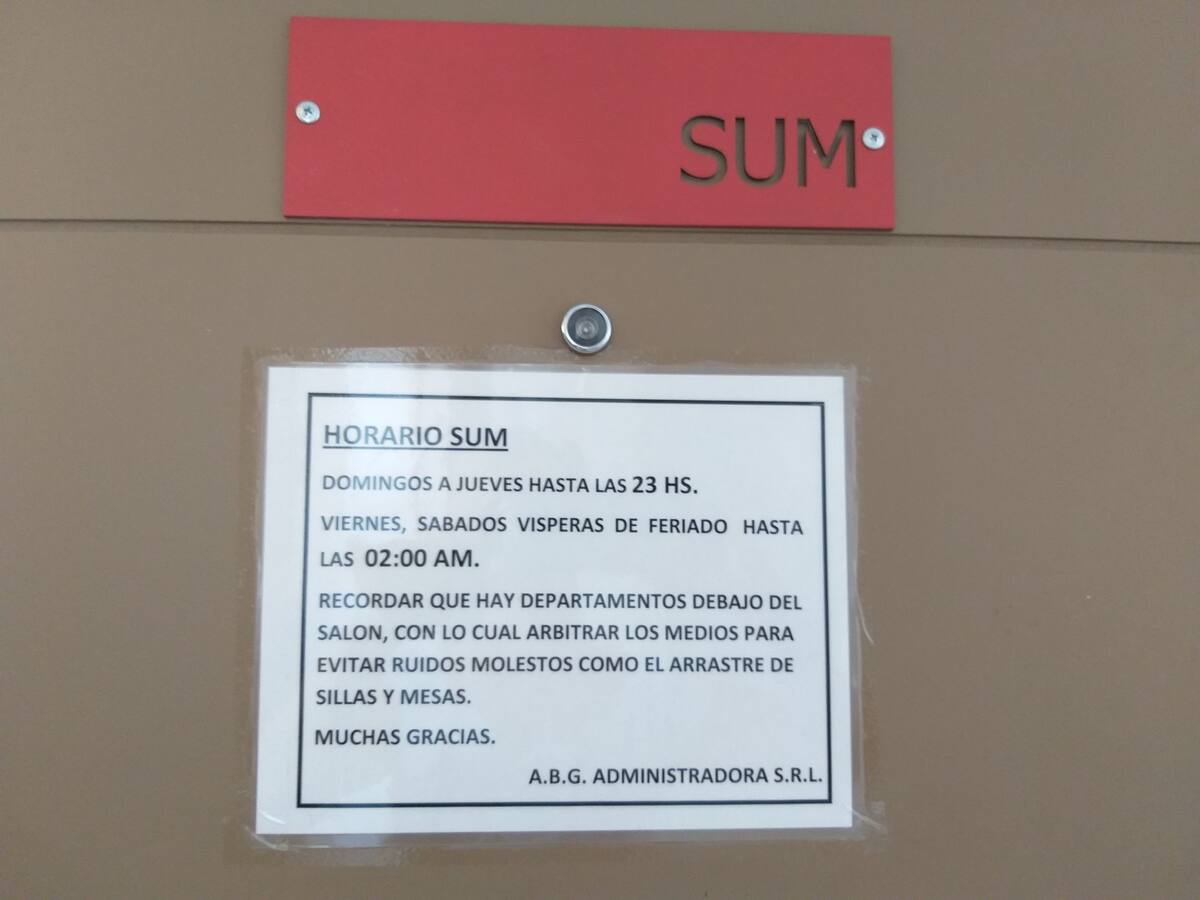 SUM
HORARIO SUM
DOMINGOS A JUEVES HASTA LAS 23 HS.
VIERNES, SABADOS VISPERAS DE FERIADO HASTA
LAS 02:00 AM.
RECORDAR QUE HAY DEPARTAMENTOS DEBAJO DEL
SALON, CON LO CUAL ARBITRAR LOS MEDIOS PARA
EVITAR RUIDOS MOLESTOS COMO EL ARRASTRE DE
SILLAS Y MESAS.
MUCHAS GRACIAS.
A.B.G. ADMINISTRADORA S.R.L.